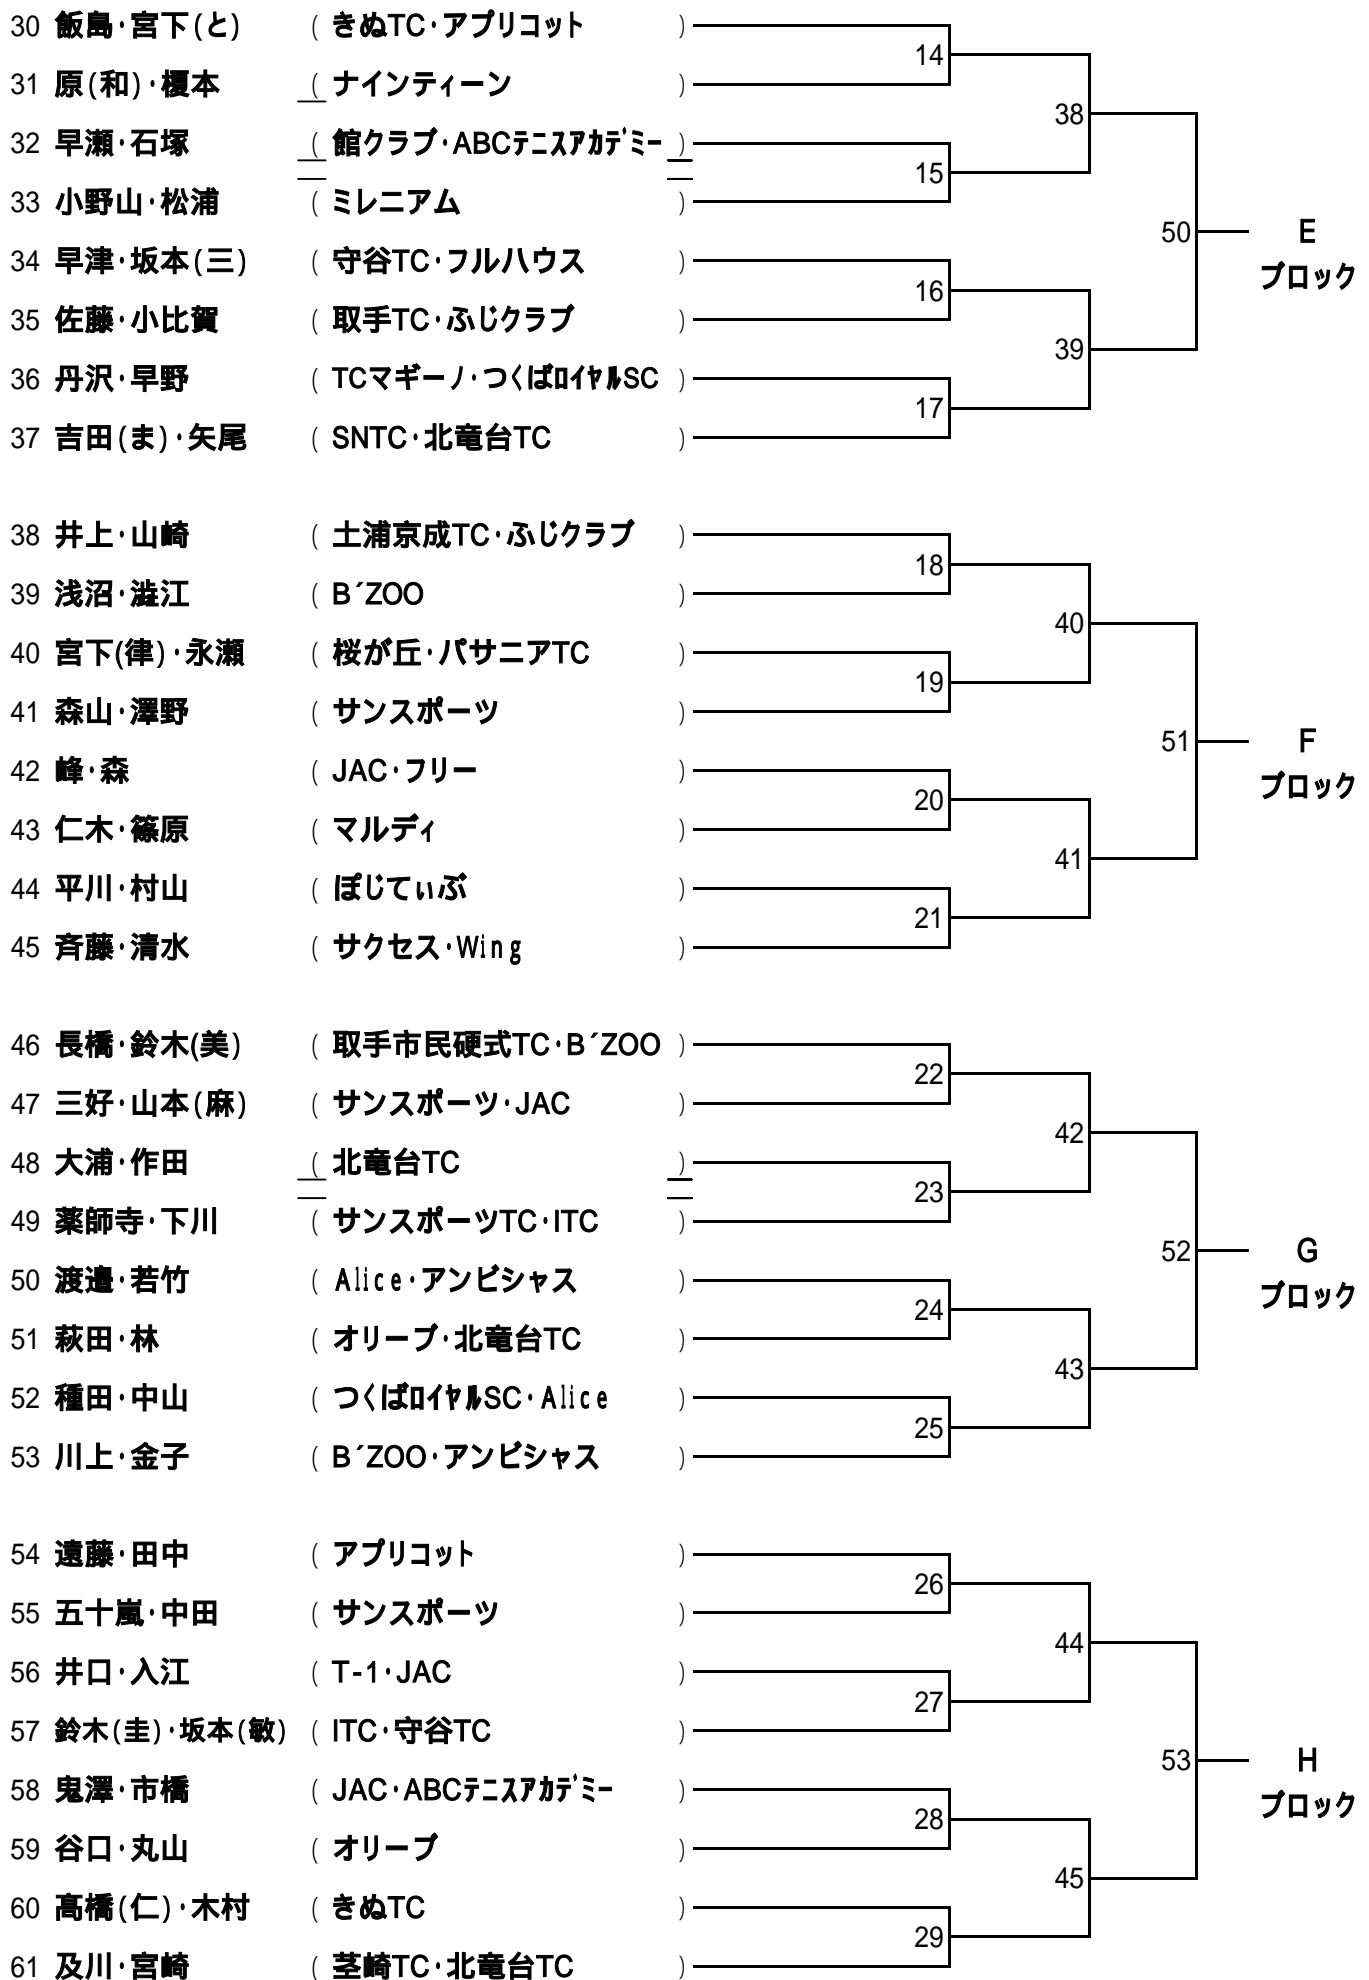 30 飯島・宮下(と) ( きぬTC・アプリコット )
14
31 原(和)・榎本 ( ナインティーン )
38
32 早瀬・石塚 ( 館クラブ・ABCテニスアカデミー )
15
33 小野山・松浦 ( ミレニアム )
50 E
34 早津・坂本(三) ( 守谷TC・フルハウス )
ブロック
16
35 佐藤・小比賀 ( 取手TC・ふじクラブ )
39
36 丹沢・早野 ( TCマギーノ・つくばロイヤルSC )
17
37 吉田(ま)・矢尾 ( SNTC・北竜台TC )
38 井上・山崎 ( 土浦京成TC・ふじクラブ )
18
39 浅沼・澁江 ( B´ZOO )
40
40 宮下(律)・永瀬 ( 桜が丘・パサニアTC )
19
41 森山・澤野 ( サンスポーツ )
51 F
42 峰・森 ( JAC・フリー )
ブロック
20
43 仁木・篠原 ( マルディ )
41
44 平川・村山 ( ぽじてぃぶ )
21
45 斉藤・清水 ( サクセス・Wing )
46 長橋・鈴木(美) ( 取手市民硬式TC・B´ZOO )
22
47 三好・山本(麻) ( サンスポーツ・JAC )
42
48 大浦・作田 ( 北竜台TC )
23
49 薬師寺・下川 ( サンスポーツTC・ITC )
52 G
50 渡邉・若竹 ( Alice・アンビシャス )
ブロック
24
51 萩田・林 ( オリーブ・北竜台TC )
43
52 種田・中山 ( つくばロイヤルSC・Alice )
25
53 川上・金子 ( B´ZOO・アンビシャス )
54 遠藤・田中 ( アプリコット )
26
55 五十嵐・中田 ( サンスポーツ )
44
56 井口・入江 ( T-1・JAC )
27
57 鈴木(圭)・坂本(敏) ( ITC・守谷TC )
53 H
58 鬼澤・市橋 ( JAC・ABCテニスアカデミー )
ブロック
28
59 谷口・丸山 ( オリーブ )
45
60 髙橋(仁)・木村 ( きぬTC )
29
61 及川・宮崎 ( 茎崎TC・北竜台TC )